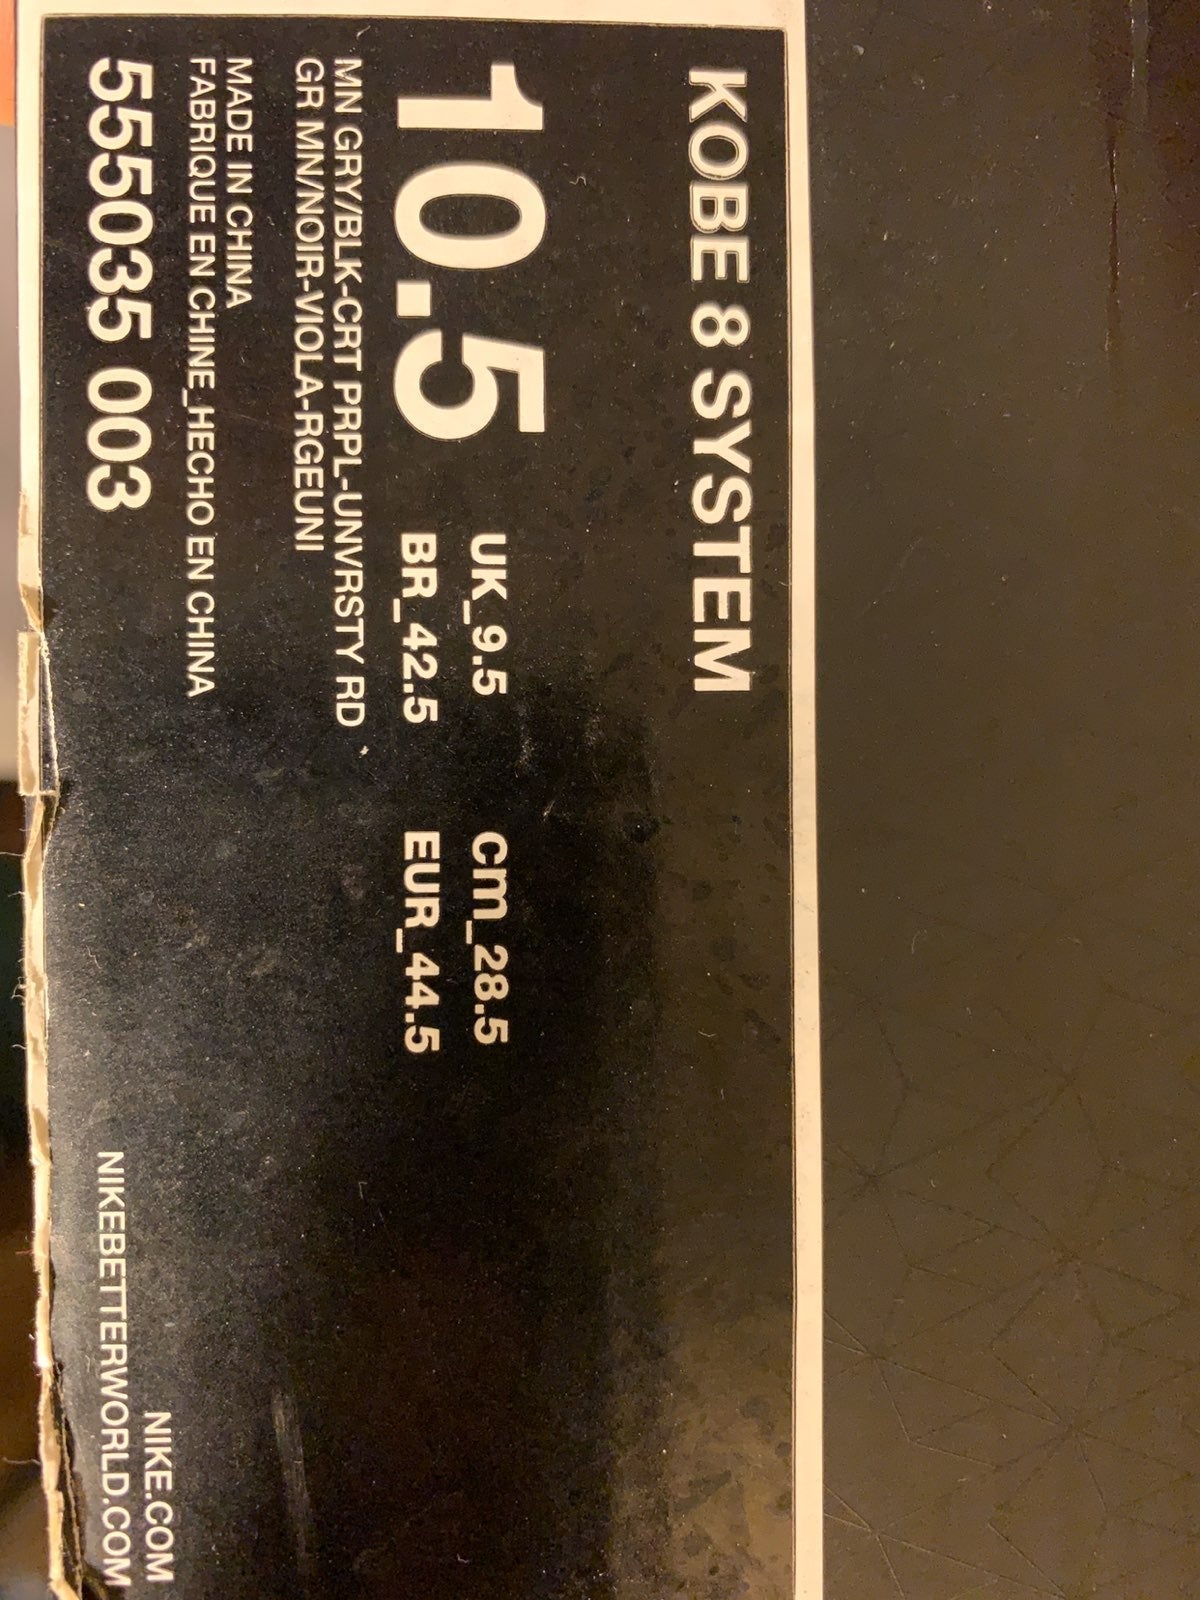 KOBE 8 SYSTEM
10.5
UK_9.5 Cm_28.5
BR_42.5 EUR_44.5
MN GRY/BLK-CRT PRPL-UNVRSTY RD
GR MN/NOIR-VIOLA-RGEUNI
MADE IN CHINA
FABRIQUE EN CHINE_HECHO EN CHINA
555035 003
NIKE.COM
NIKEBETTERWORLD.COM